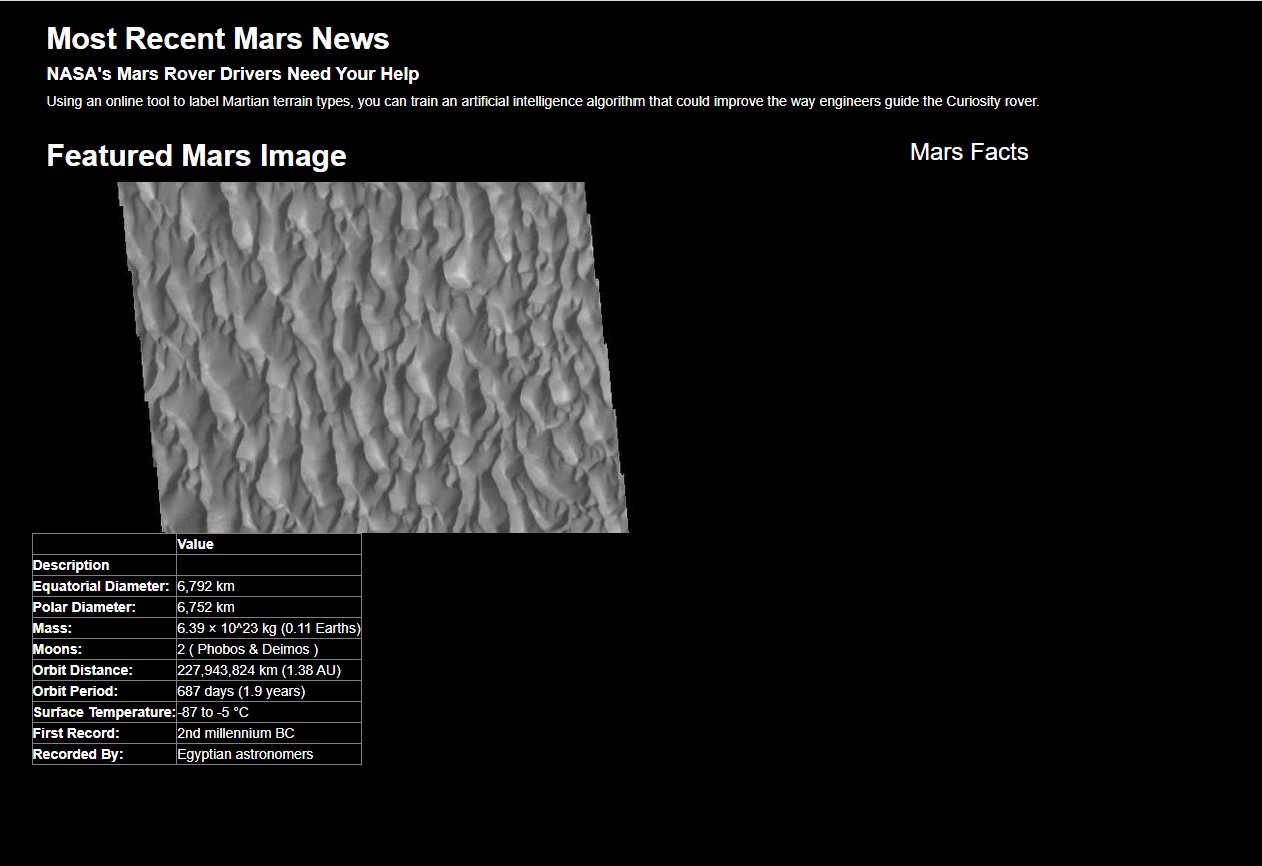 Most Recent Mars News
NASA's Mars Rover Drivers Need Your Help
Using an online tool to label Martian terrain types, you can train an artificial intelligence algorithm that could improve the way engineers guide the Curiosity rover.
Featured Mars Image
Mars Facts
Value
Description
Equatorial Diameter: 6,792 km
Polar Diameter: 6,752 km
Mass: 6.39 × 10^23 kg (0.11 Earths)
Moons: 2 ( Phobos & Deimos )
Orbit Distance: 227,943,824 km (1.38 AU)
Orbit Period: 687 days (1.9 years)
Surface Temperature: -87 to -5 °C
First Record: 2nd millennium BC
Recorded By: Egyptian astronomers